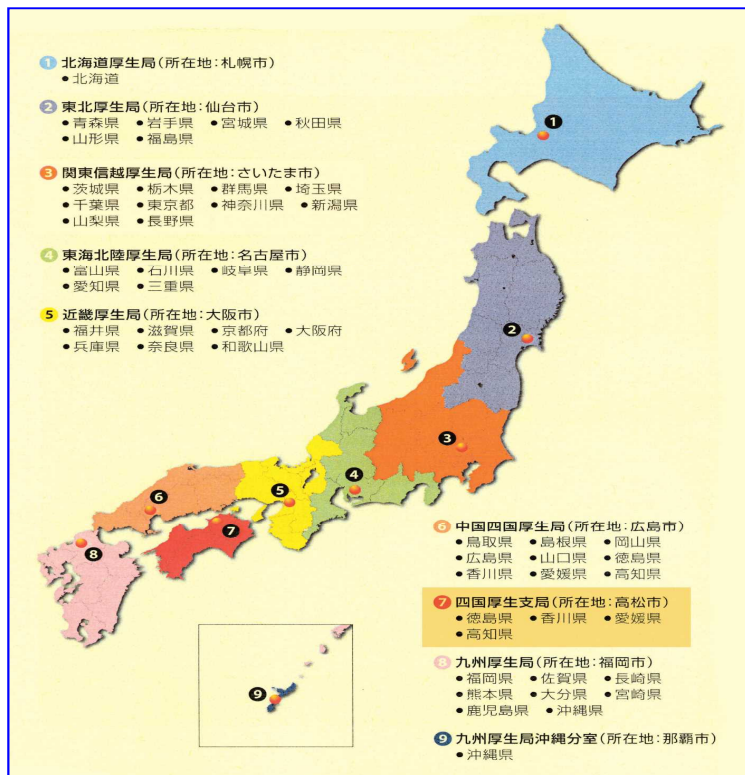 1 北海道厚生局(所在地:札幌市)
• 北海道
2 東北厚生局(所在地:仙台市)
• 青森県 • 岩手県 • 宮城県 • 秋田県
• 山形県 • 福島県
3 関東信越厚生局(所在地:さいたま市)
• 茨城県 • 栃木県 • 群馬県 • 埼玉県
• 千葉県 • 東京都 • 神奈川県 • 新潟県
• 山梨県 • 長野県
4 東海北陸厚生局(所在地:名古屋市)
• 富山県 • 石川県 • 岐阜県 • 静岡県
• 愛知県 • 三重県
5 近畿厚生局(所在地:大阪市)
• 福井県 • 滋賀県 • 京都府 • 大阪府
• 兵庫県 • 奈良県 • 和歌山県
1
2
3
4
5
6
7
8
9
6 中国四国厚生局(所在地:広島市)
• 鳥取県 • 島根県 • 岡山県
• 広島県 • 山口県 • 徳島県
• 香川県 • 愛媛県 • 高知県
7 四国厚生支局(所在地:高松市)
• 徳島県 • 香川県 • 愛媛県
• 高知県
8 九州厚生局(所在地:福岡市)
• 福岡県 • 佐賀県 • 長崎県
• 熊本県 • 大分県 • 宮崎県
• 鹿児島県 • 沖縄県
9 九州厚生局沖縄分室(所在地:那覇市)
• 沖縄県